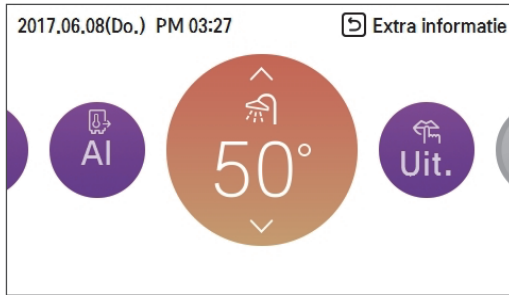 2017.06.08(Do.) PM 03:27
Extra informatie
AI
50°
Uit.